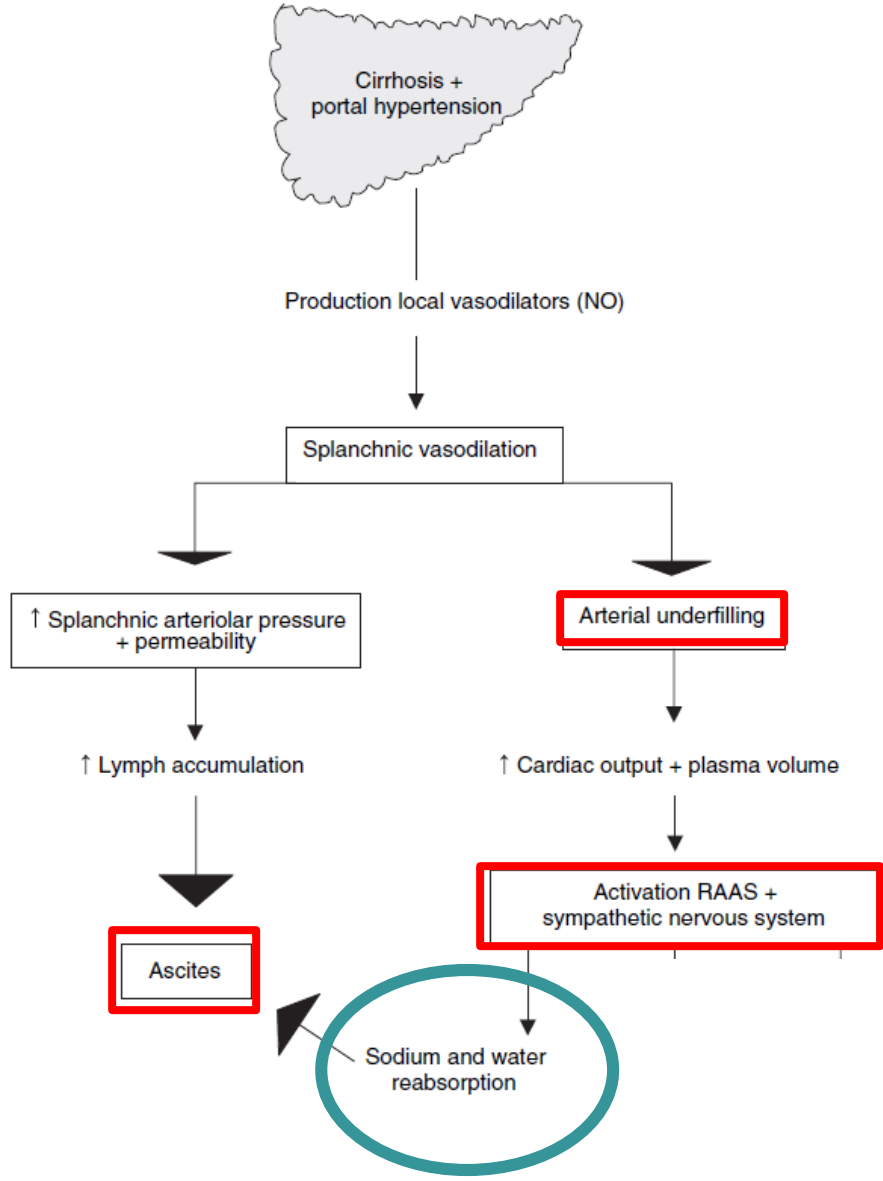 Cirrhosis +
portal hypertension
Production local vasodilators (NO)
Splanchnic vasodilation
↑ Splanchnic arteriolar pressure
+ permeability
Arterial underfilling
↑ Lymph accumulation
↑ Cardiac output + plasma volume
Activation RAAS +
sympathetic nervous system
Ascites
Sodium and water
reabsorption